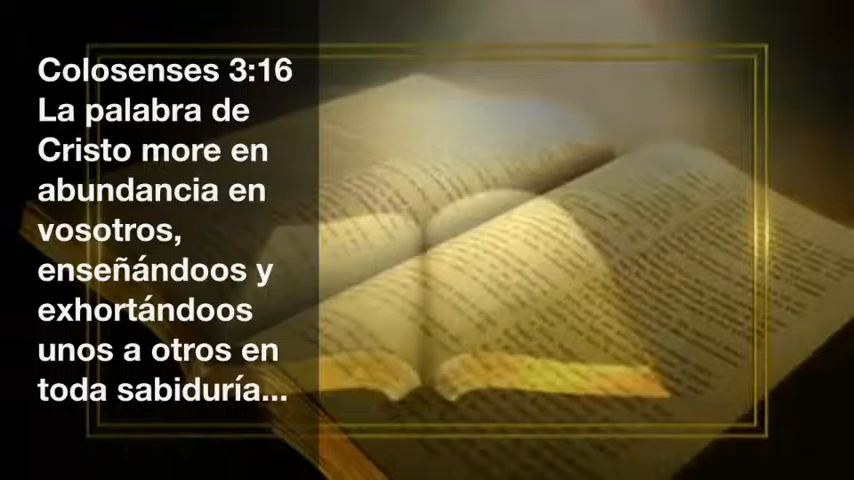 Colosenses 3:16
La palabra de
Cristo more en
abundancia en
vosotros,
enseñándoos y
exhortándoos
unos a otros en
toda sabiduría...